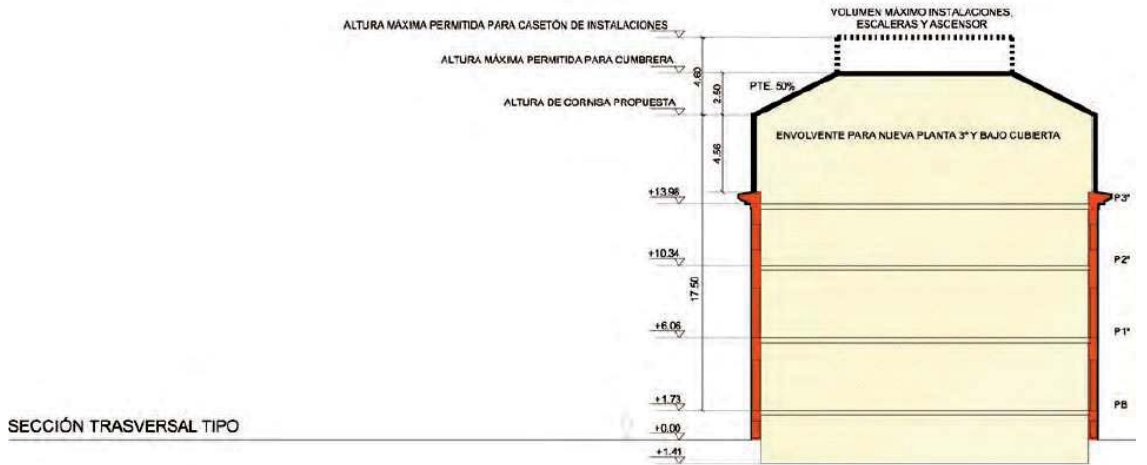 VOLUMEN MÁXIMO INSTALACIONES,
ESCALERAS Y ASCENSOR
ALTURA MÁXIMA PERMITIDA PARA CASETÓN DE INSTALACIONES
ALTURA MÁXIMA PERMITIDA PARA CUMBRERA
4.60
2.50
PTE. 50%
ALTURA DE CORNISA PROPUESTA
ENVOLVENTE PARA NUEVA PLANTA 3ª Y BAJO CUBIERTA
4.56
+13.98
P3ª
+10.34
P2ª
17.50
+6.06
P1ª
+1.73
PB
SECCIÓN TRASVERSAL TIPO
+0.00
+1.41